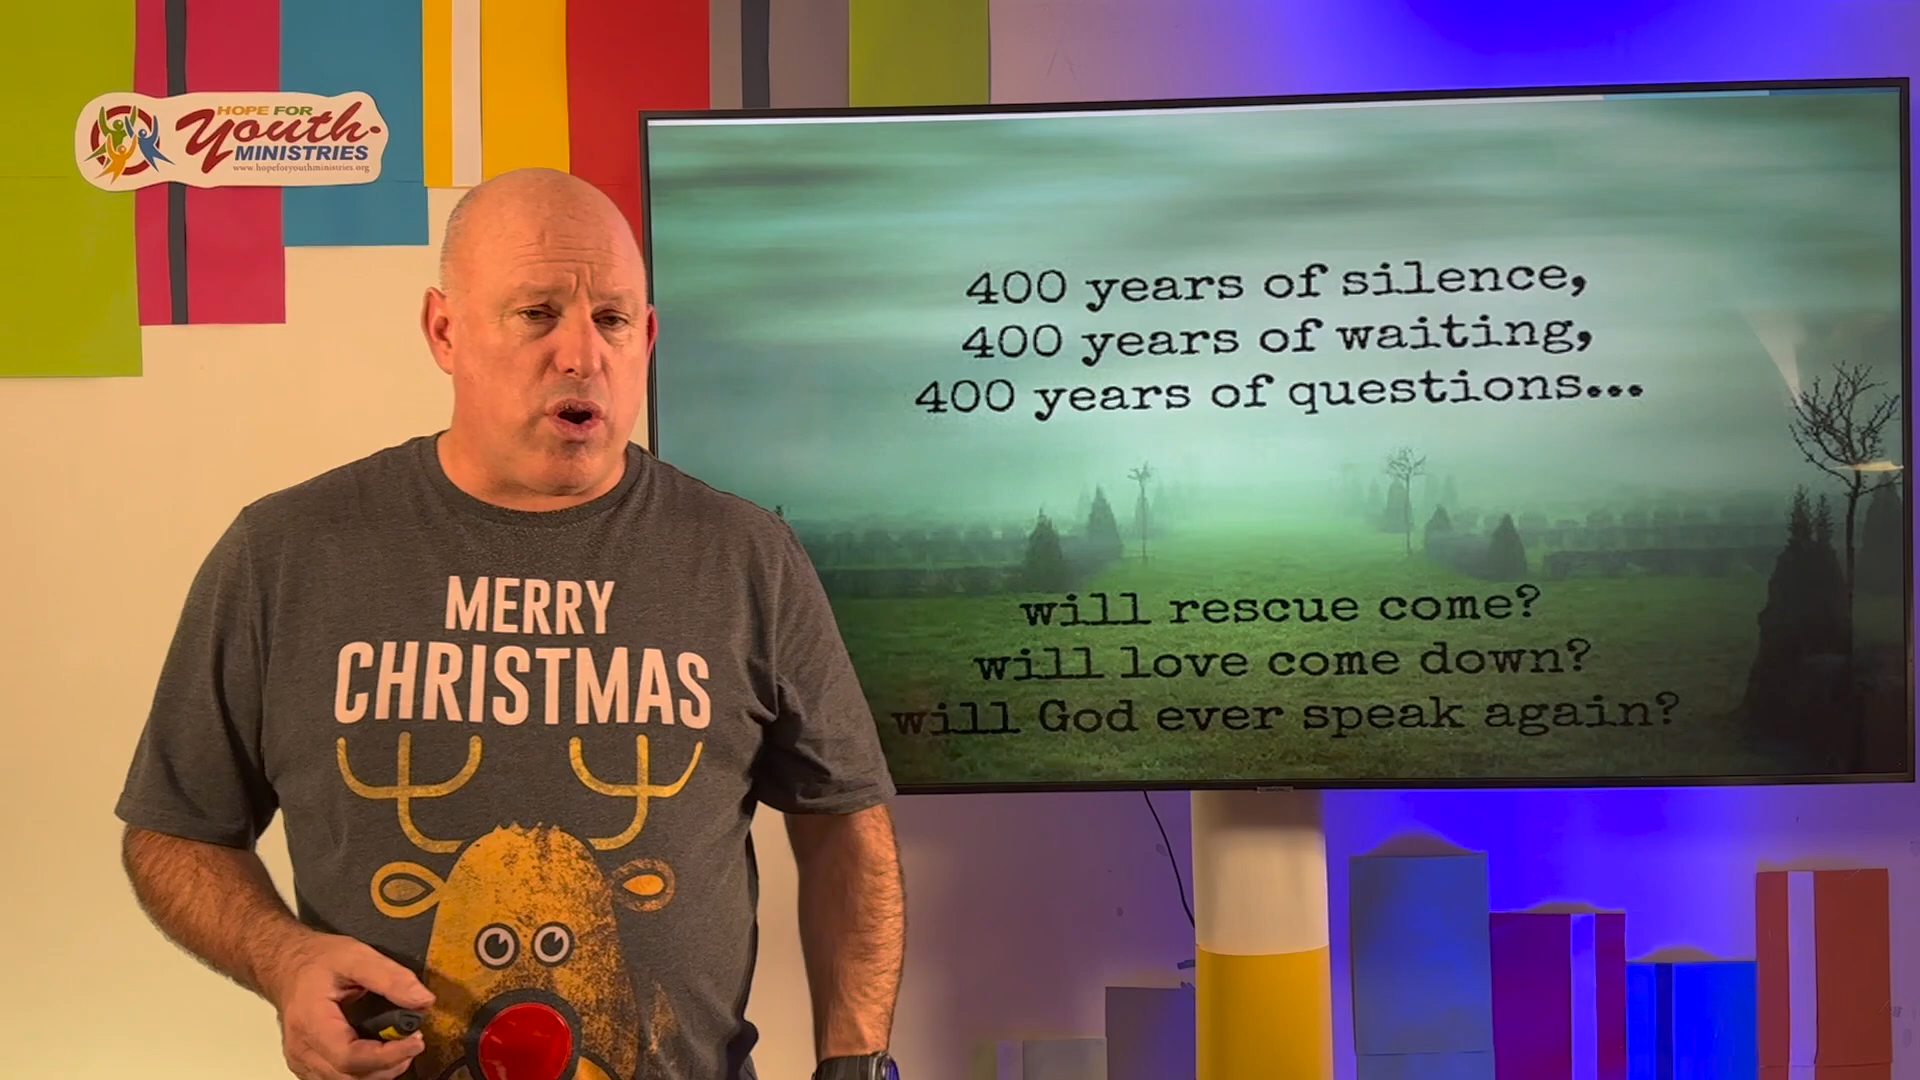 HOPE FOR
Youth
MINISTRIES
www.hopeforyouthministries.org
400 years of silence,
400 years of waiting,
400 years of questions...
will rescue come?
will love come down?
will God ever speak again?
MERRY
CHRISTMAS